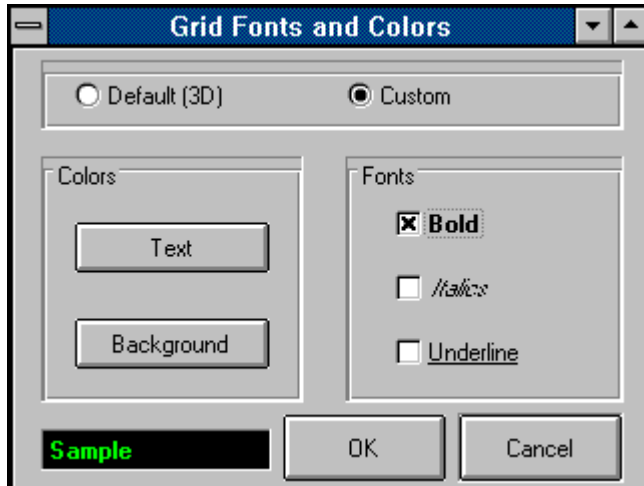 Grid Fonts and Colors
Default (3D) Custom
Colors
Text
Background
Fonts
Bold
Italics
Underline
Sample
OK
Cancel